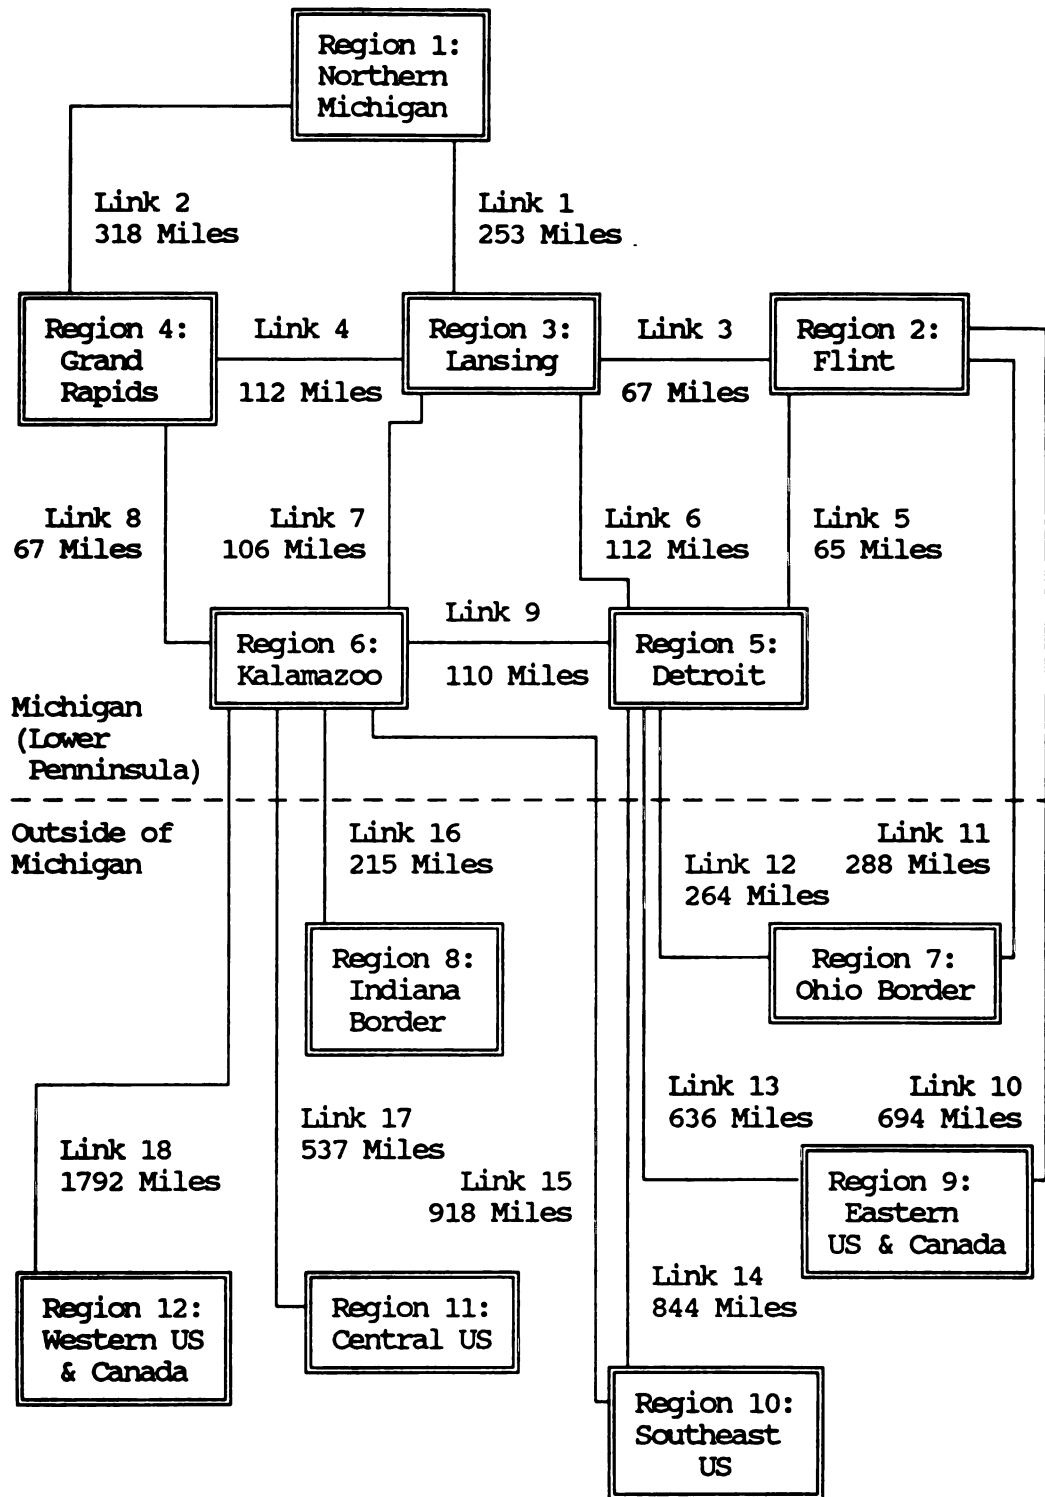 Region 1:
Northern
Michigan
Link 2
318 Miles
Link 1
253 Miles
Region 4:
Grand
Rapids
Link 4
112 Miles
Region 3:
Lansing
Link 3
67 Miles
Region 2:
Flint
Link 8
67 Miles
Link 7
106 Miles
Link 6
112 Miles
Link 5
65 Miles
Region 6:
Kalamazoo
Link 9
110 Miles
Region 5:
Detroit
Michigan
(Lower
Penninsula)
Outside of
Michigan
Link 16
215 Miles
Link 12
264 Miles
Link 11
288 Miles
Region 8:
Indiana
Border
Region 7:
Ohio Border
Link 18
1792 Miles
Link 17
537 Miles
Link 15
918 Miles
Link 13
636 Miles
Link 10
694 Miles
Region 9:
Eastern
US & Canada
Link 14
844 Miles
Region 12:
Western US
& Canada
Region 11:
Central US
Region 10:
Southeast
US